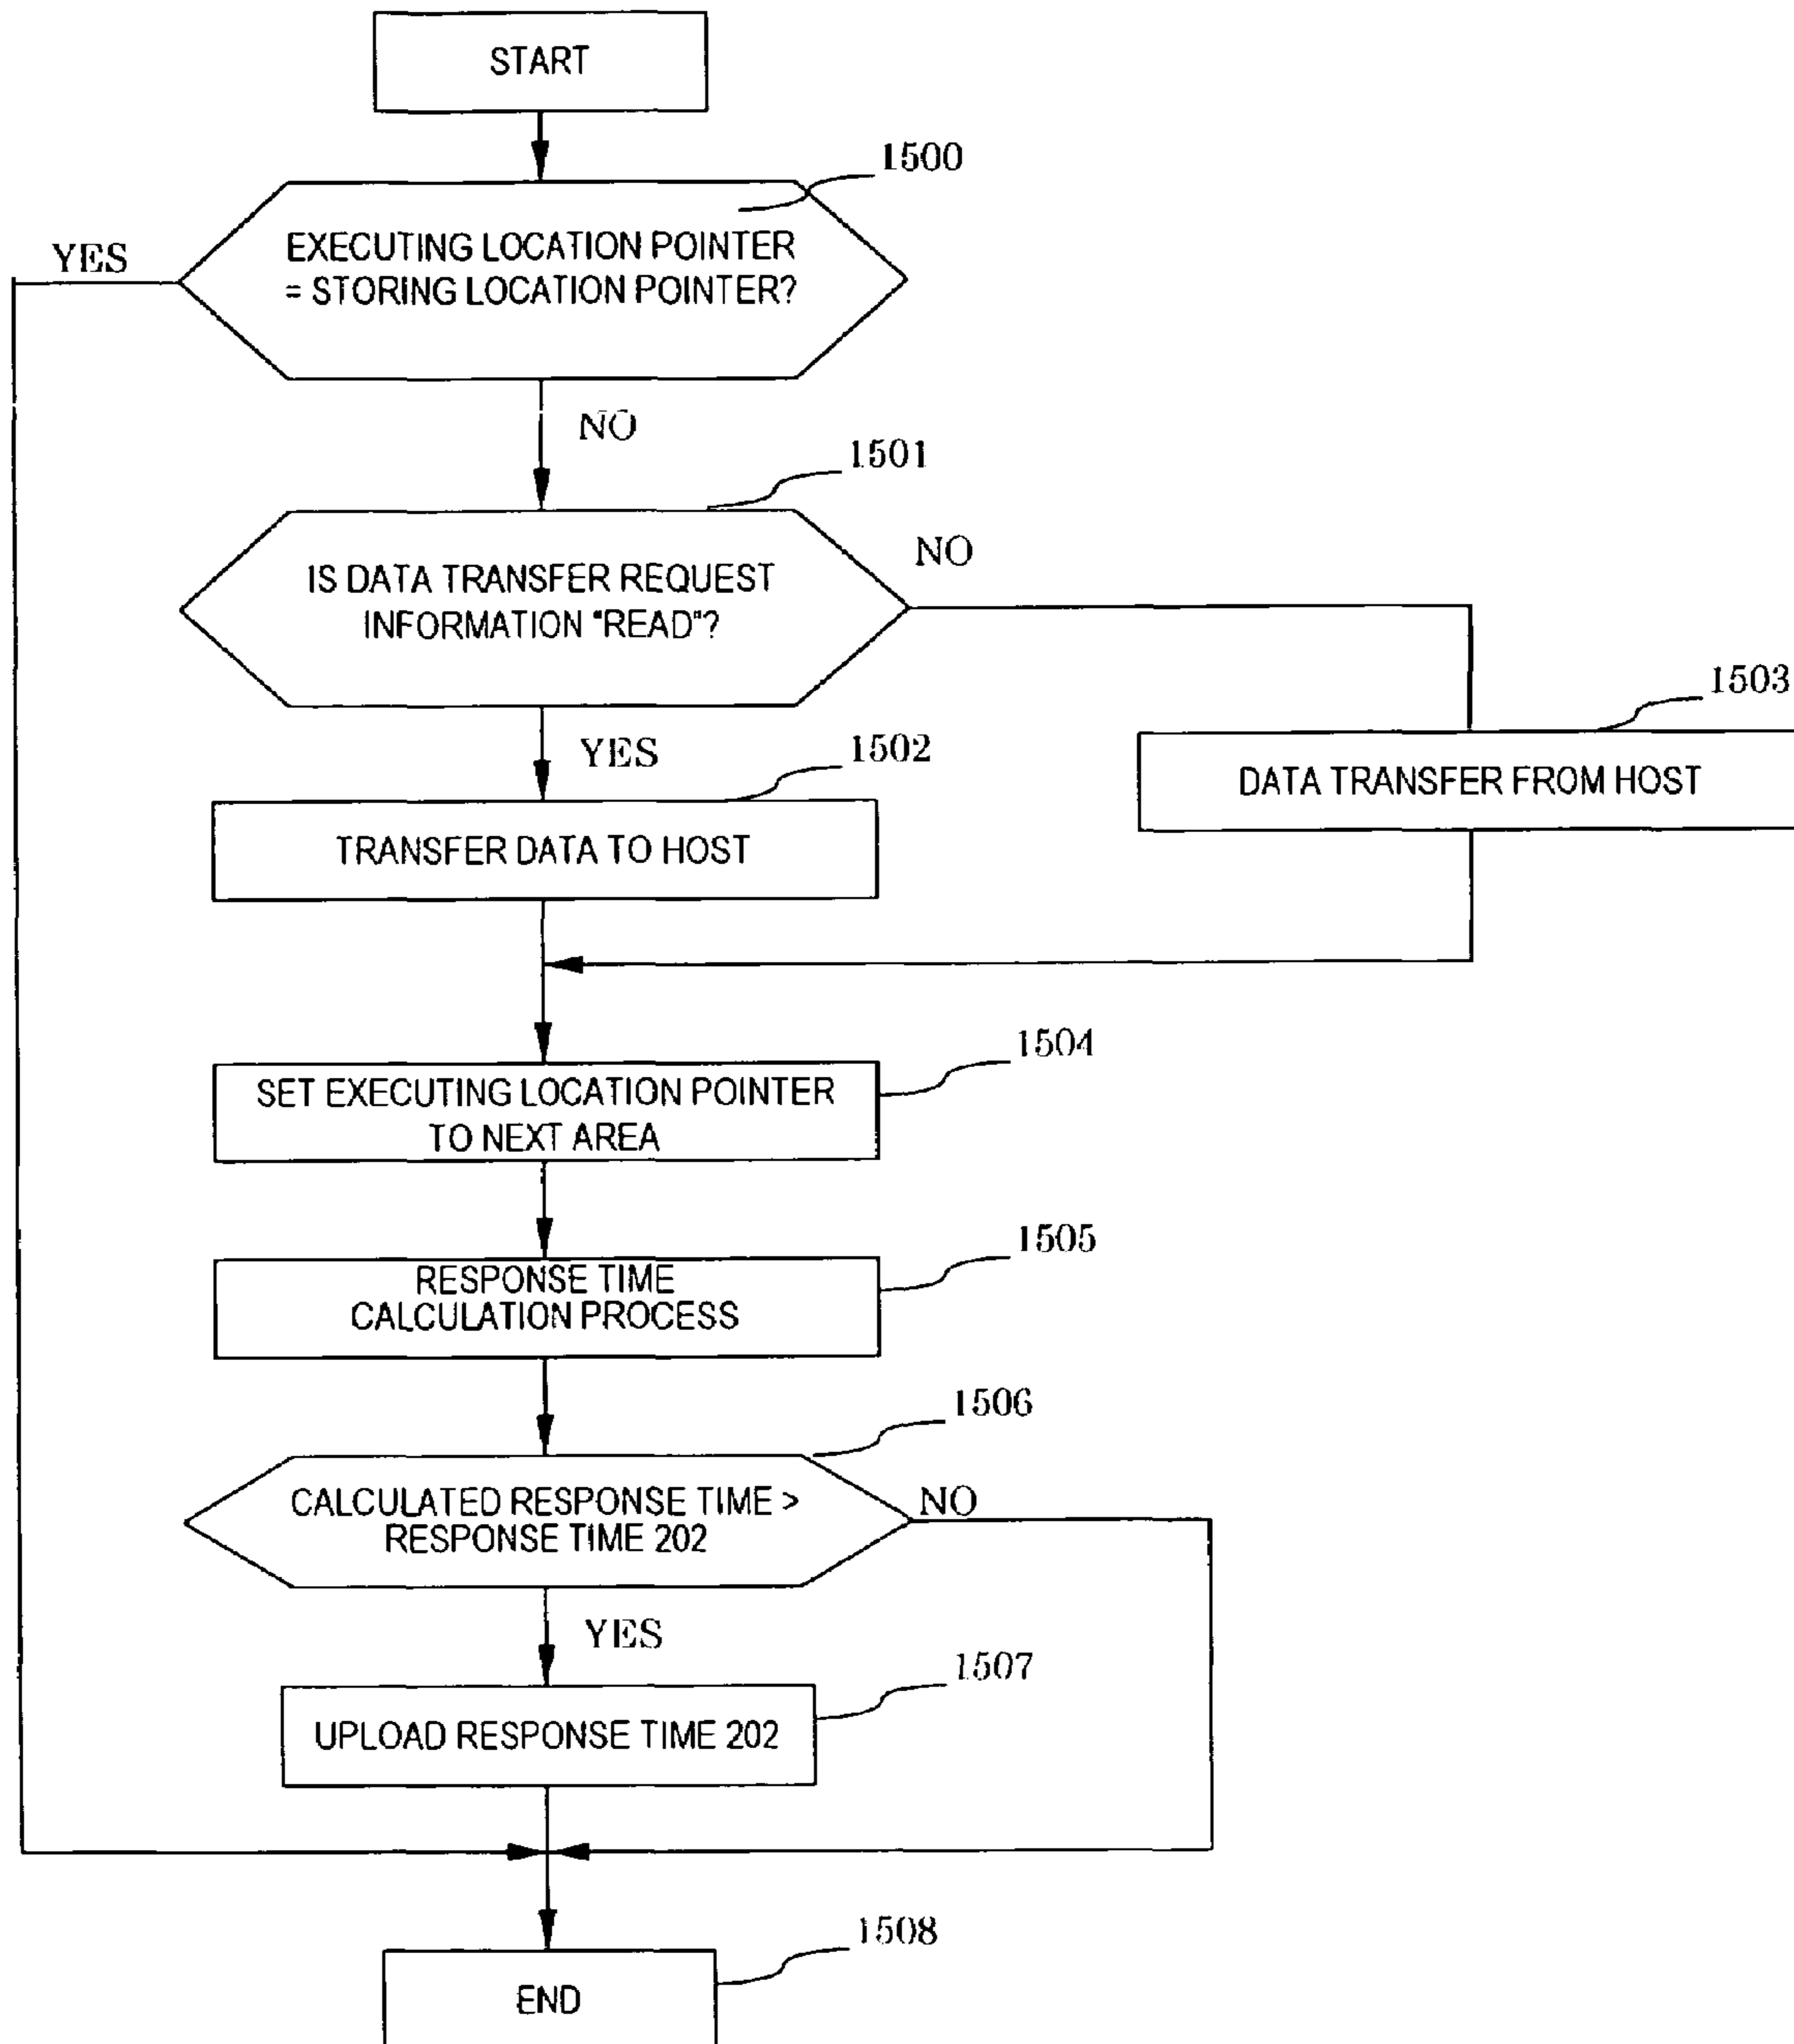 START
1500
EXECUTING LOCATION POINTER
= STORING LOCATION POINTER?
YES
NO
1501
IS DATA TRANSFER REQUEST
INFORMATION "READ"?
NO
YES
1502
TRANSFER DATA TO HOST
1503
DATA TRANSFER FROM HOST
1504
SET EXECUTING LOCATION POINTER
TO NEXT AREA
1505
RESPONSE TIME
CALCULATION PROCESS
1506
CALCULATED RESPONSE TIME >
RESPONSE TIME 202
NO
YES
1507
UPLOAD RESPONSE TIME 202
1508
END